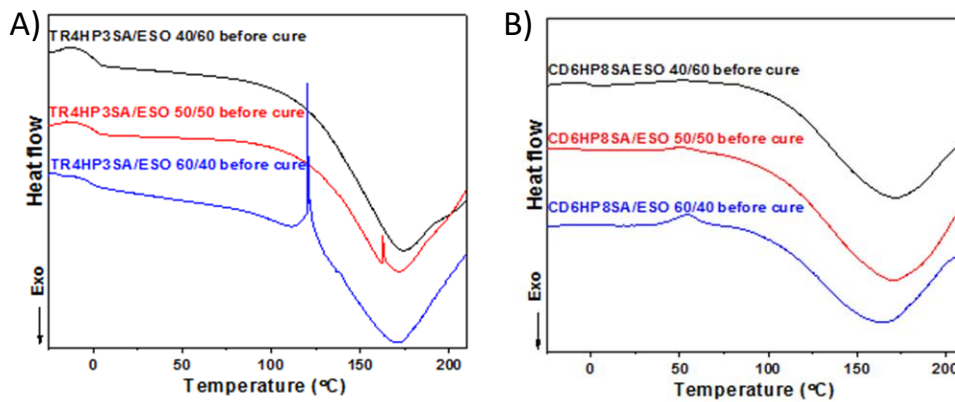 A)
TR4HP3SA/ESO 40/60 before cure
TR4HP3SA/ESO 50/50 before cure
TR4HP3SA/ESO 60/40 before cure
Heat flow
Exo
0 50 100 150 200
Temperature (ºC)
B)
CD6HP8SAESO 40/60 before cure
CD6HP8SA/ESO 50/50 before cure
CD6HP8SA/ESO 60/40 before cure
Heat flow
Exo
0 50 100 150 200
Temperature (ºC)